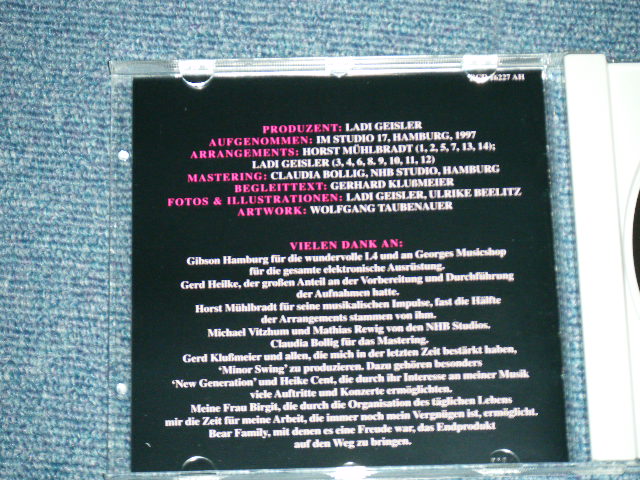 BCD 16227 AH
PRODUZENT: LADI GEISLER
AUFGENOMMEN: IM STUDIO 17, HAMBURG, 1997
ARRANGEMENTS: HORST MÜHLBRADT (1, 2, 5, 7, 13, 14);
LADI GEISLER (3, 4, 6, 8, 9, 10, 11, 12)
MASTERING: CLAUDIA BOLLIG, NHB STUDIO, HAMBURG
BEGLEITTEXT: GERHARD KLUßMEIER
FOTOS & ILLUSTRATIONEN: LADI GEISLER, ULRIKE BEELITZ
ARTWORK: WOLFGANG TAUBENAUER
VIELEN DANK AN:
Gibson Hamburg für die wundervolle L4 und an Georges Musicshop
für die gesamte elektronische Ausrüstung.
Gerd Heilke, der großen Anteil an der Vorbereitung und Durchführung
der Aufnahmen hatte.
Horst Mühlbradt für seine musikalischen Impulse, fast die Hälfte
der Arrangements stammen von ihm.
Michael Vitzhum und Mathias Rewig von den NHB Studios.
Claudia Bollig für das Mastering.
Gerd Klußmeier und allen, die mich in der letzten Zeit bestärkt haben,
'Minor Swing' zu produzieren. Dazu gehören besonders
'New Generation' und Heike Cent, die durch ihr Interesse an meiner Musik
viele Auftritte und Konzerte ermöglichten.
Meine Frau Birgit, die durch die Organisation des täglichen Lebens
mir die Zeit für meine Arbeit, die immer noch mein Vergnügen ist, ermöglicht.
Bear Family, mit denen es eine Freude war, das Endprodukt
auf den Weg zu bringen.